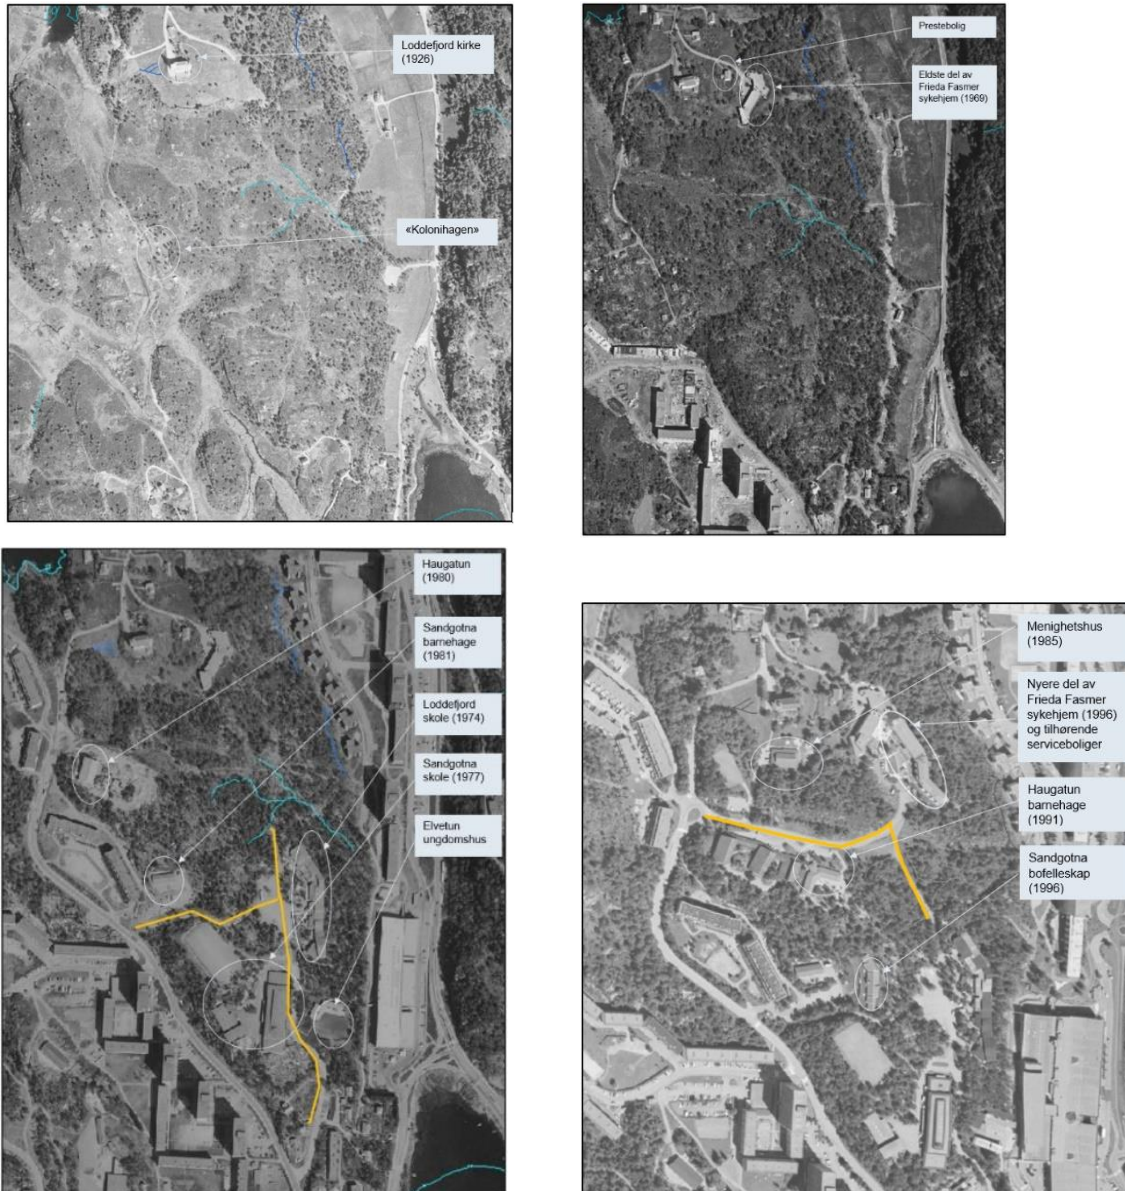 Loddefjord kirke
(1926)
«Kolonihagen»
Prestebolig
Eldste del av
Frieda Fasmer
sykehjem (1969)
Haugatun
(1980)
Sandgotna
barnehage
(1981)
Loddefjord
skole (1974)
Sandgotna
skole (1977)
Elvetun
ungdomshus
Menighetshus
(1985)
Nyere del av
Frieda Fasmer
sykehjem (1996)
og tilhørende
serviceboliger
Haugatun
barnehage
(1991)
Sandgotna
bofelleskap
(1996)